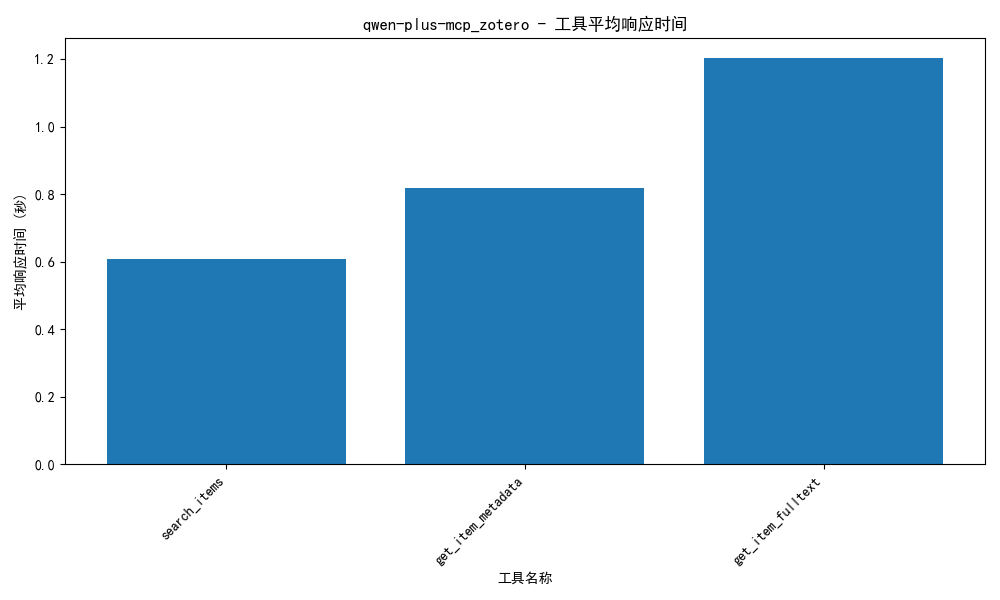 qwen-plus-mcp_zotero - 工具平均响应时间
平均响应时间 (秒)
1.2
1.0
0.8
0.6
0.4
0.2
0.0
search_items
get_item_metadata
get_item_fulltext
工具名称